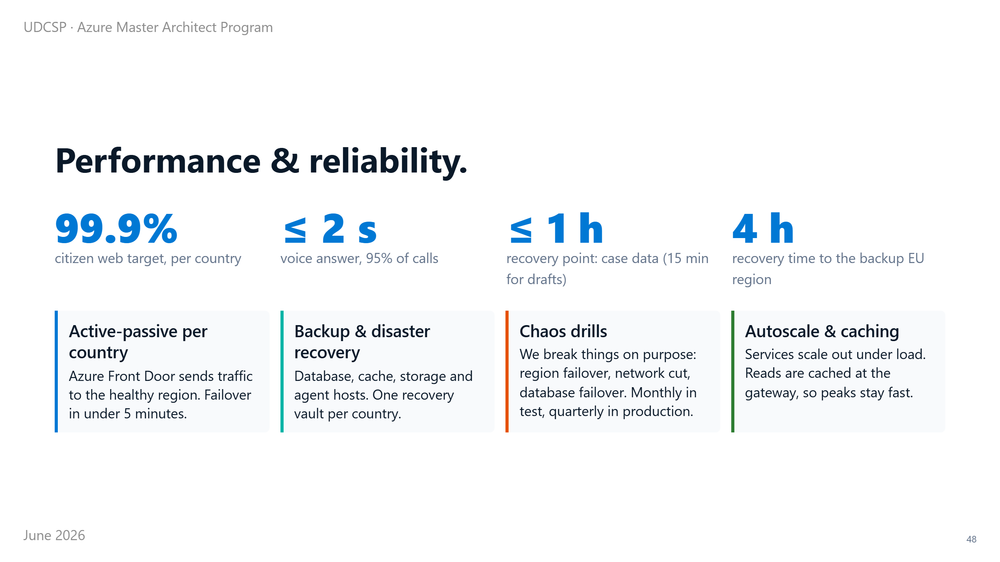 UDCSP · Azure Master Architect Program
Performance & reliability.
99.9%
citizen web target, per country
≤ 2 s
voice answer, 95% of calls
≤ 1 h
recovery point: case data (15 min
for drafts)
4 h
recovery time to the backup EU
region
Active-passive per
country
Azure Front Door sends traffic
to the healthy region. Failover
in under 5 minutes.
Backup & disaster
recovery
Database, cache, storage and
agent hosts. One recovery
vault per country.
Chaos drills
We break things on purpose:
region failover, network cut,
database failover. Monthly in
test, quarterly in production.
Autoscale & caching
Services scale out under load.
Reads are cached at the
gateway, so peaks stay fast.
June 2026
48